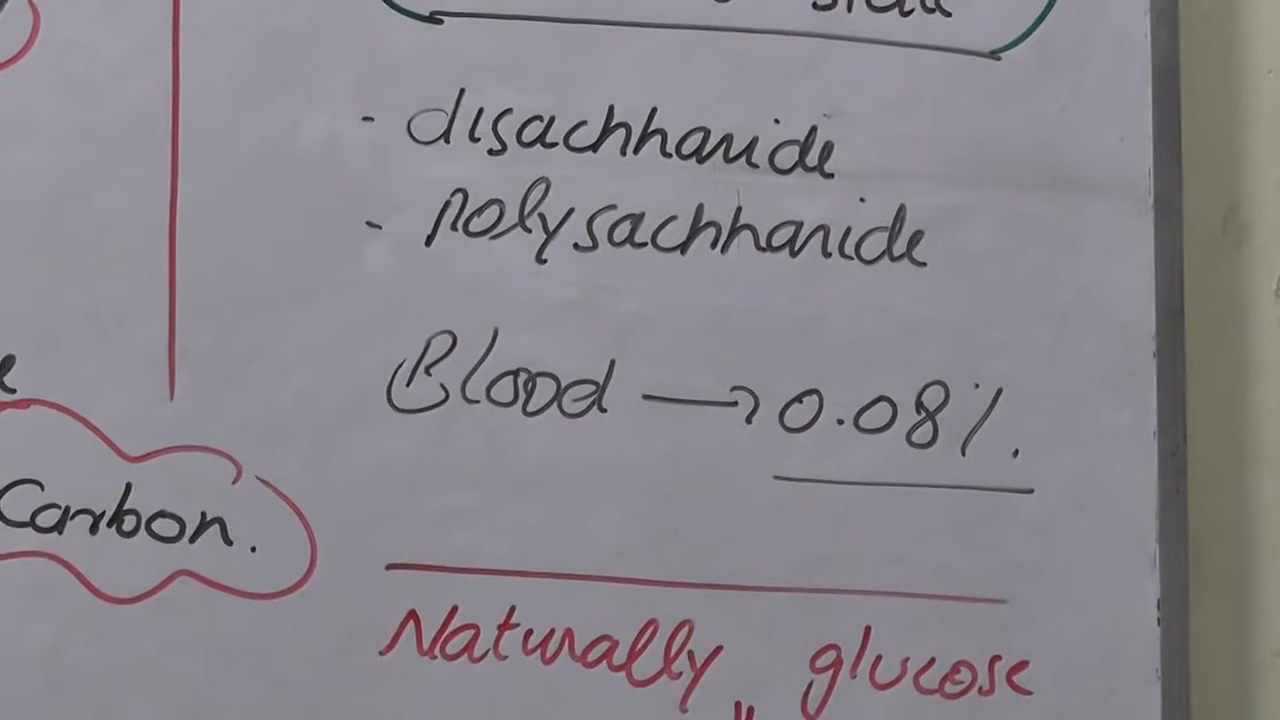 - disachharide
- polysachharide
Blood → 0.08%.
Carbon.
Naturally glucose